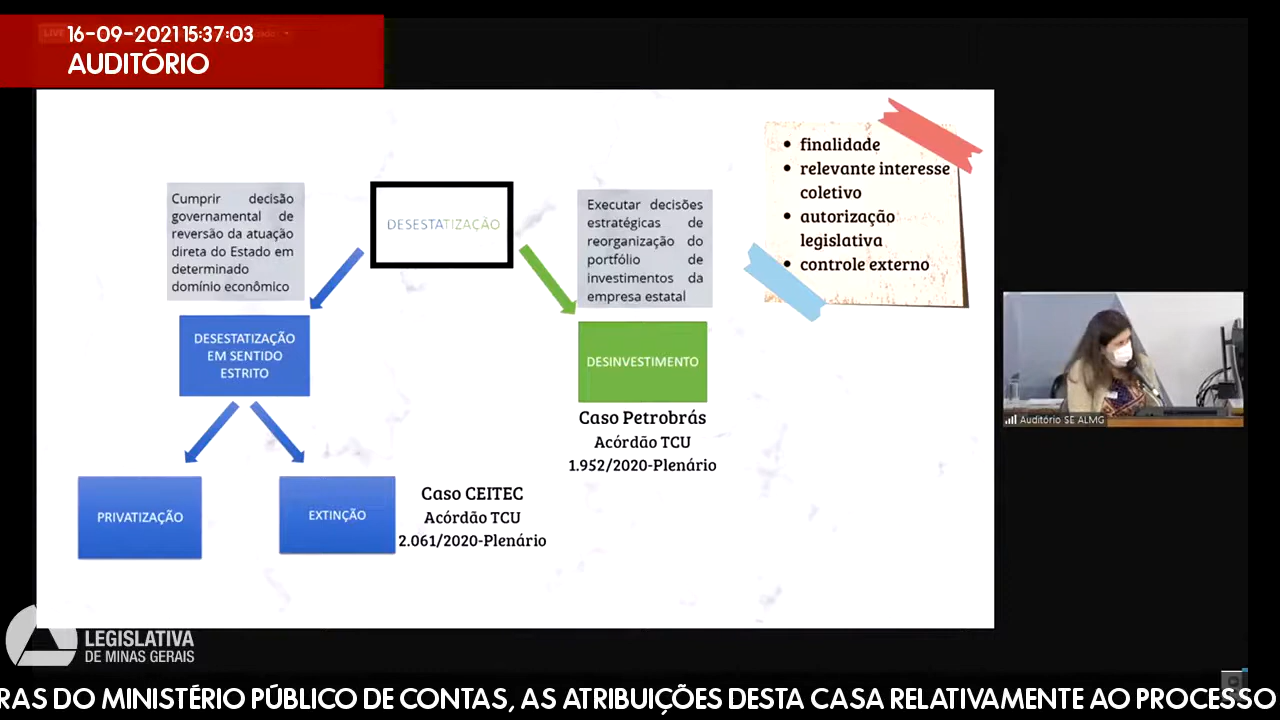 LIVE
16-09-2021 15:37:03
AUDITÓRIO
Cumprir decisão
governamental de
reversão da atuação
direta do Estado em
determinado
domínio econômico
DESESTATIZAÇÃO
Executar decisões
estratégicas de
reorganização do
portfólio de
investimentos da
empresa estatal
• finalidade
• relevante interesse
coletivo
• autorização
legislativa
• controle externo
DESESTATIZAÇÃO
EM SENTIDO
ESTRITO
DESINVESTIMENTO
Caso Petrobrás
Acórdão TCU
1.952/2020-Plenário
PRIVATIZAÇÃO
EXTINÇÃO
Caso CEITEC
Acórdão TCU
2.061/2020-Plenário
Auditório SE ALMG
LEGISLATIVA
DE MINAS GERAIS
RAS DO MINISTÉRIO PÚBLICO DE CONTAS, AS ATRIBUIÇÕES DESTA CASA RELATIVAMENTE AO PROCESSO